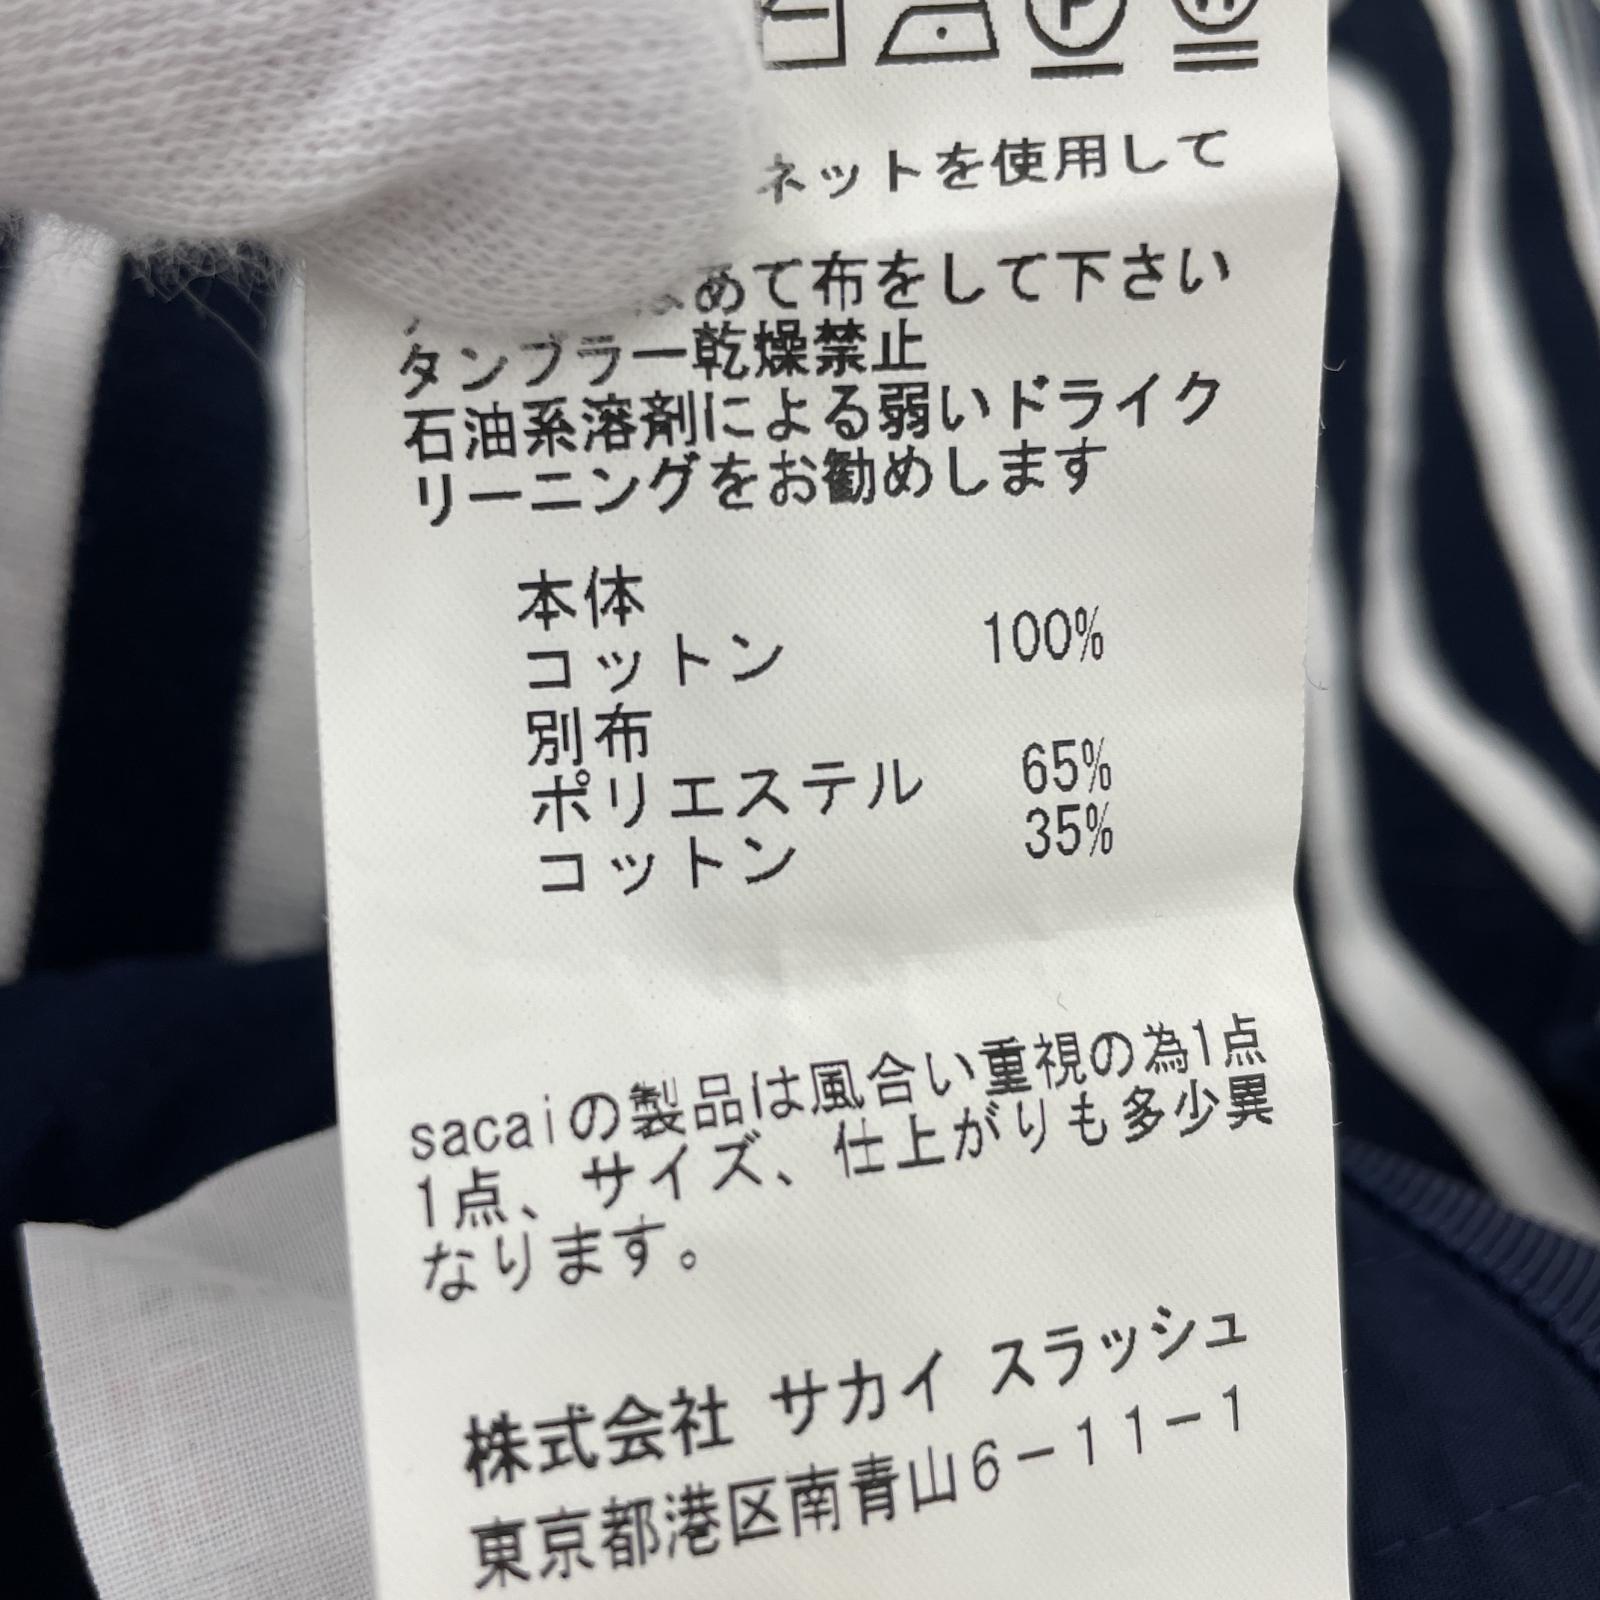 P
W
ネットを使用して
めて布をして下さい
タンブラー乾燥禁止
石油系溶剤による弱いドライク
リーニングをお勧めします
本体
コットン 100%
別布
ポリエステル 65%
コットン 35%
sacaiの製品は風合い重視の為1点
1点、サイズ、仕上がりも多少異
なります。
株式会社 サカイ スラッシュ
東京都港区南青山6-11-1